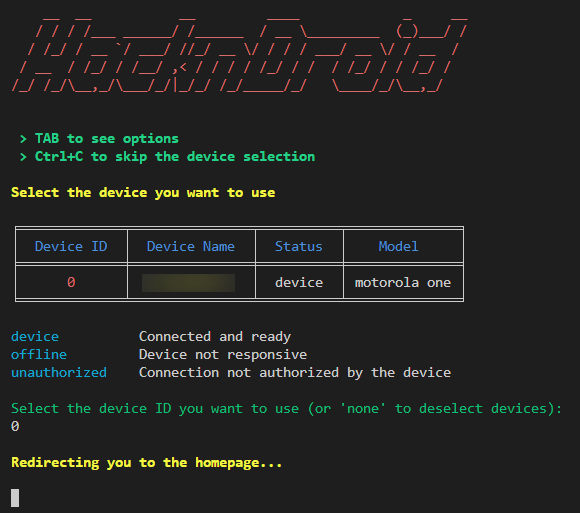 HackDroid
> TAB to see options
> Ctrl+C to skip the device selection
Select the device you want to use
Device ID Device Name Status Model
0 device motorola one
device Connected and ready
offline Device not responsive
unauthorized Connection not authorized by the device
Select the device ID you want to use (or 'none' to deselect devices):
0
Redirecting you to the homepage...